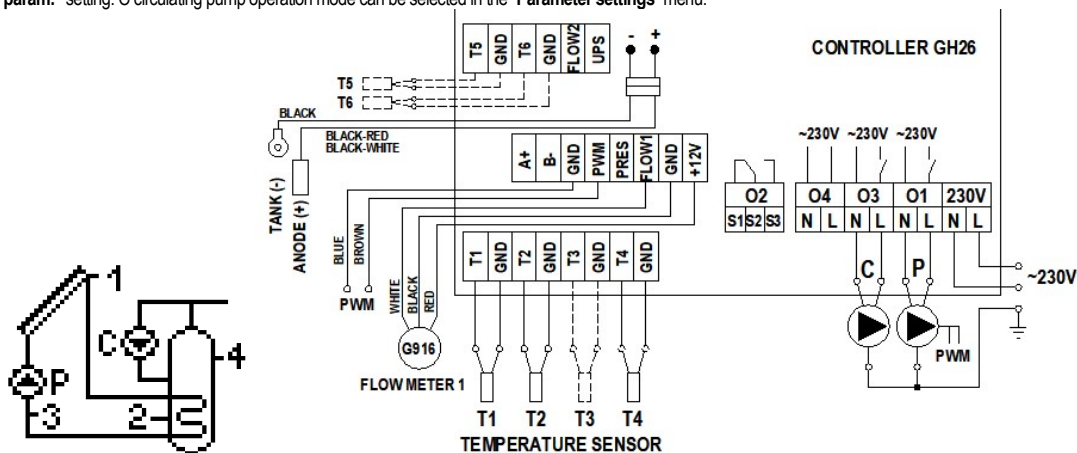 param." setting. C circulating pump operation mode can be selected in the "Parameter settings" menu.
T5 GND T6 GND FLOW2 UPS
- +
CONTROLLER GH26
T5
T6
BLACK
BLACK-RED
BLACK-WHITE
TANK (-)
ANODE (+)
A+ B- GND PWM PRES FLOW1 GND +12V
~230V ~230V ~230V
O2 O4 O3 O1 230V
S1 S2 S3 N L N L N L N L
BLUE
BROWN
PWM
WHITE
BLACK
RED
T1 GND T2 GND T3 GND T4 GND
C P
~230V
PWM
G916
FLOW METER 1
T1 T2 T3 T4
TEMPERATURE SENSOR
1
C
4
P
3
2